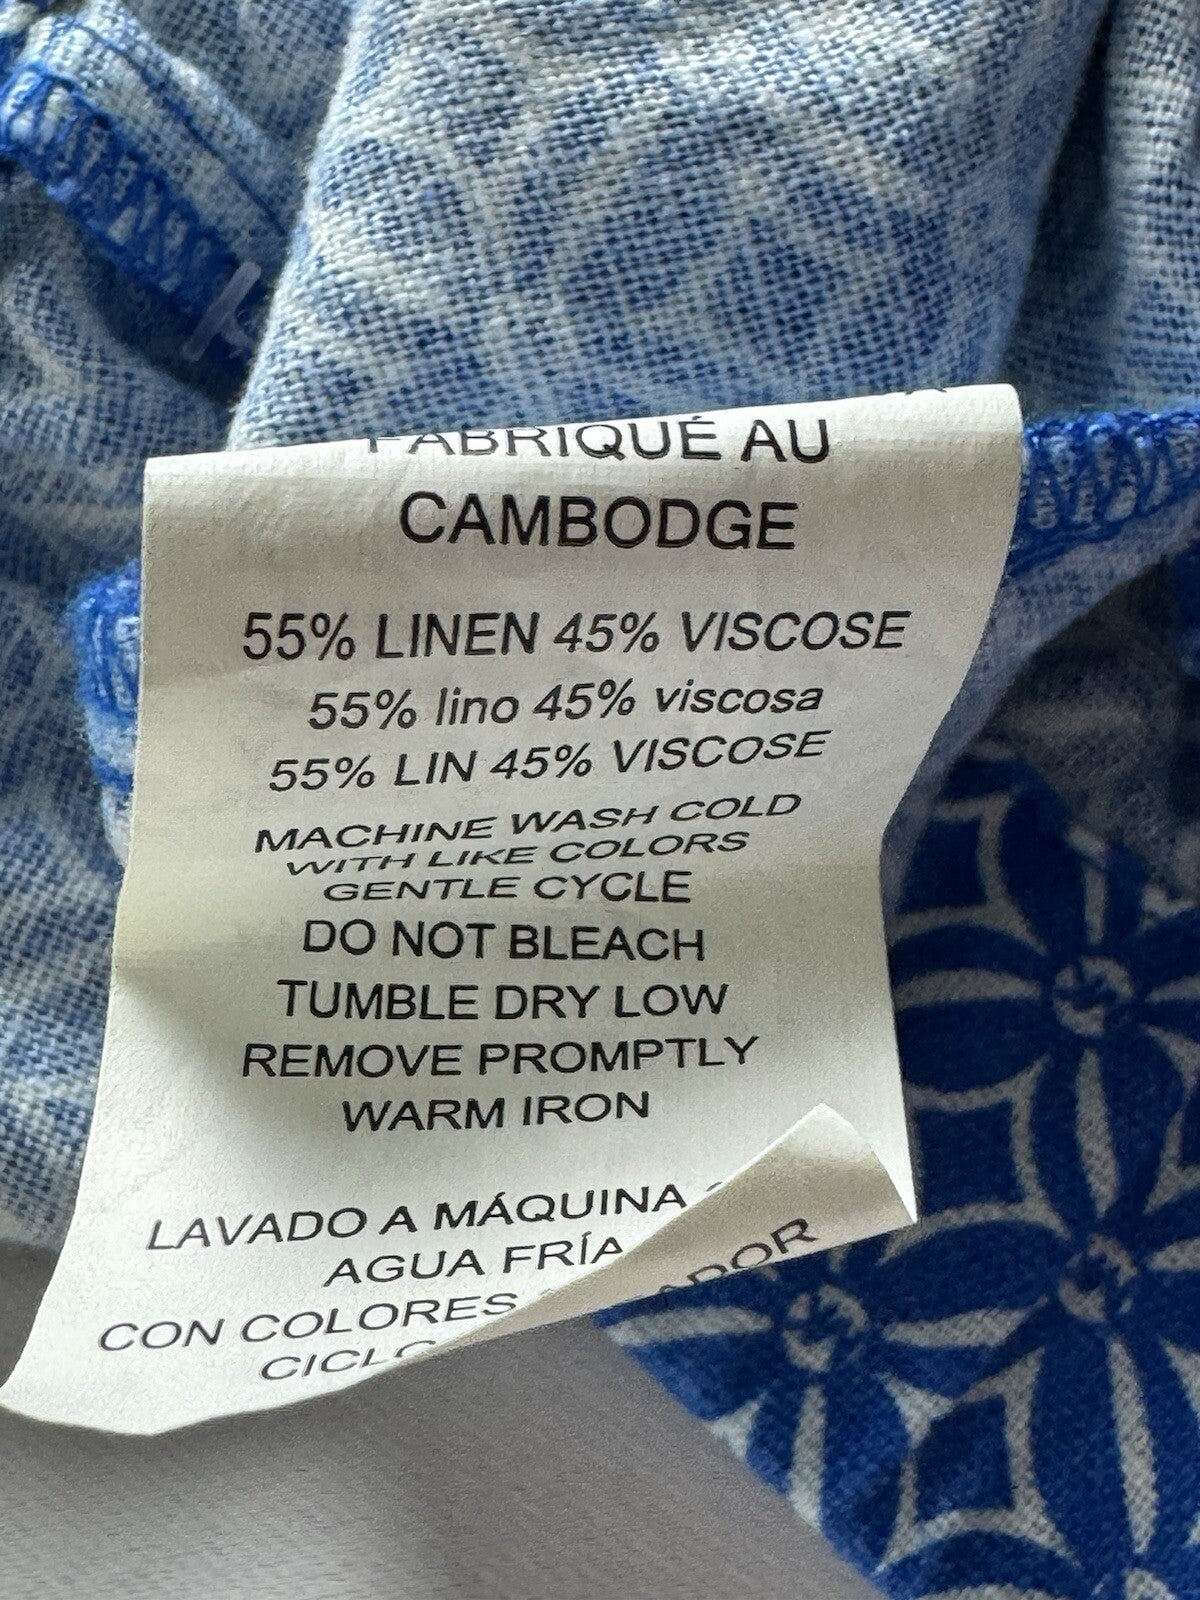 FABRIQUÉ AU
CAMBODGE
55% LINEN 45% VISCOSE
55% lino 45% viscosa
55% LIN 45% VISCOSE
MACHINE WASH COLD
WITH LIKE COLORS
GENTLE CYCLE
DO NOT BLEACH
TUMBLE DRY LOW
REMOVE PROMPTLY
WARM IRON
LAVADO A MÁQUINA
AGUA FRÍA
CON COLORES